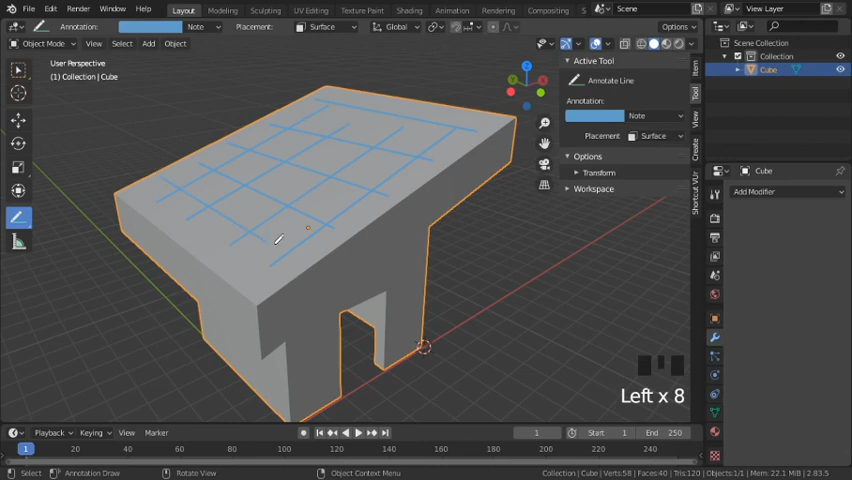 File Edit Render Window Help Layout Modeling Sculpting UV Editing Texture Paint Shading Animation Rendering Compositing Scene View Layer
Annotation: Note Placement: Surface Global Options
Object Mode View Select Add Object
User Perspective
(1) Collection | Cube
Z
Y
X
Active Tool
Annotate Line
Annotation:
Note
Placement Surface
Options
Transform
Workspace
Item
Tool
View
Create
Shortcut VUr
Scene Collection
Collection
Cube
Cube
Add Modifier
Left x 8
Playback Keying View Marker
1 Start 1 End 250
1 20 40 60 80 100 120 140 160 180 200 220 240
Select Annotation Draw Rotate View Object Context Menu Collection | Cube | Verts:58 | Faces:40 | Tris:120 | Objects:1/1 | Mem: 22.1 MiB | 2.83.5